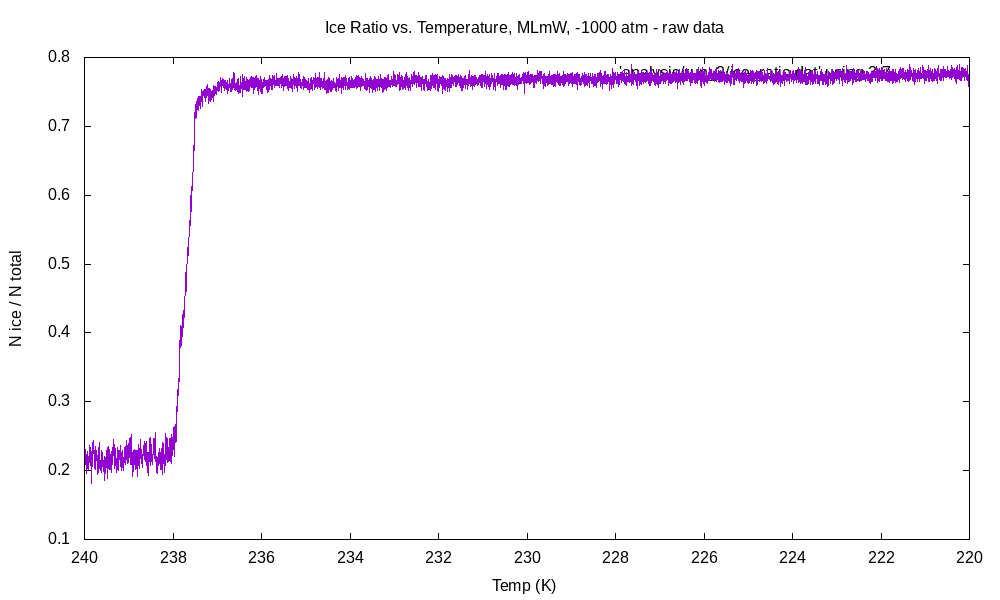 Ice Ratio vs. Temperature, MLmW, -1000 atm - raw data
0.8
0.7
0.6
0.5
0.4
0.3
0.2
0.1
N ice / N total
240 238 236 234 232 230 228 226 224 222 220
Temp (K)